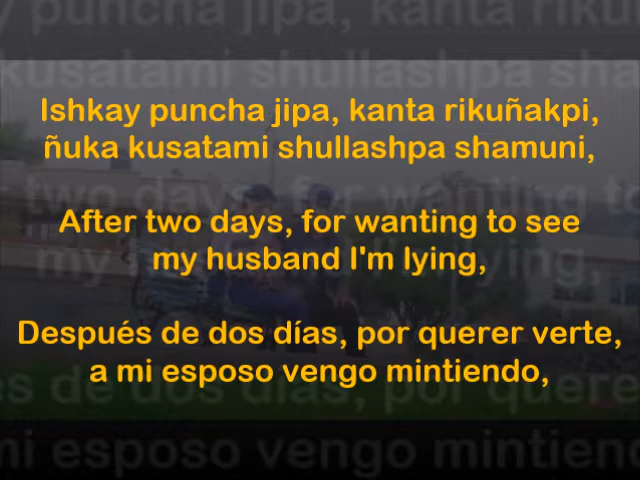 Ishkay puncha jipa, kanta rikuñakpi,
ñuka kusatami shullashpa shamuni,
After two days, for wanting to see
my husband I'm lying,
Después de dos días, por querer verte,
a mi esposo vengo mintiendo,